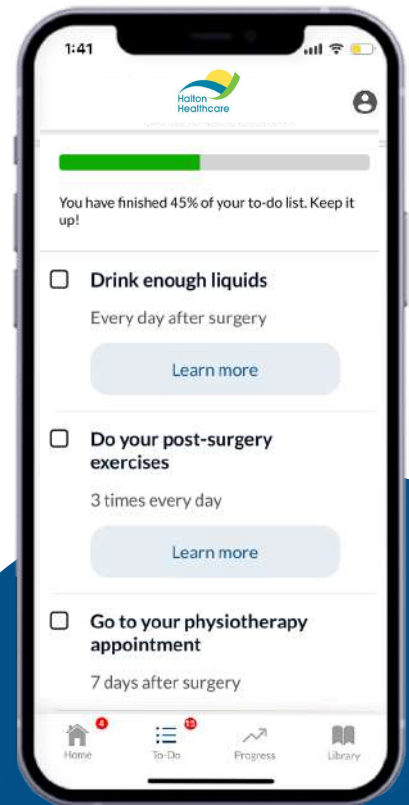 1:41
Halton
Healthcare
You have finished 45% of your to-do list. Keep it
up!
Drink enough liquids
Every day after surgery
Learn more
Do your post-surgery
exercises
3 times every day
Learn more
Go to your physiotherapy
appointment
7 days after surgery
4
Home
To-Do
Progress
Library